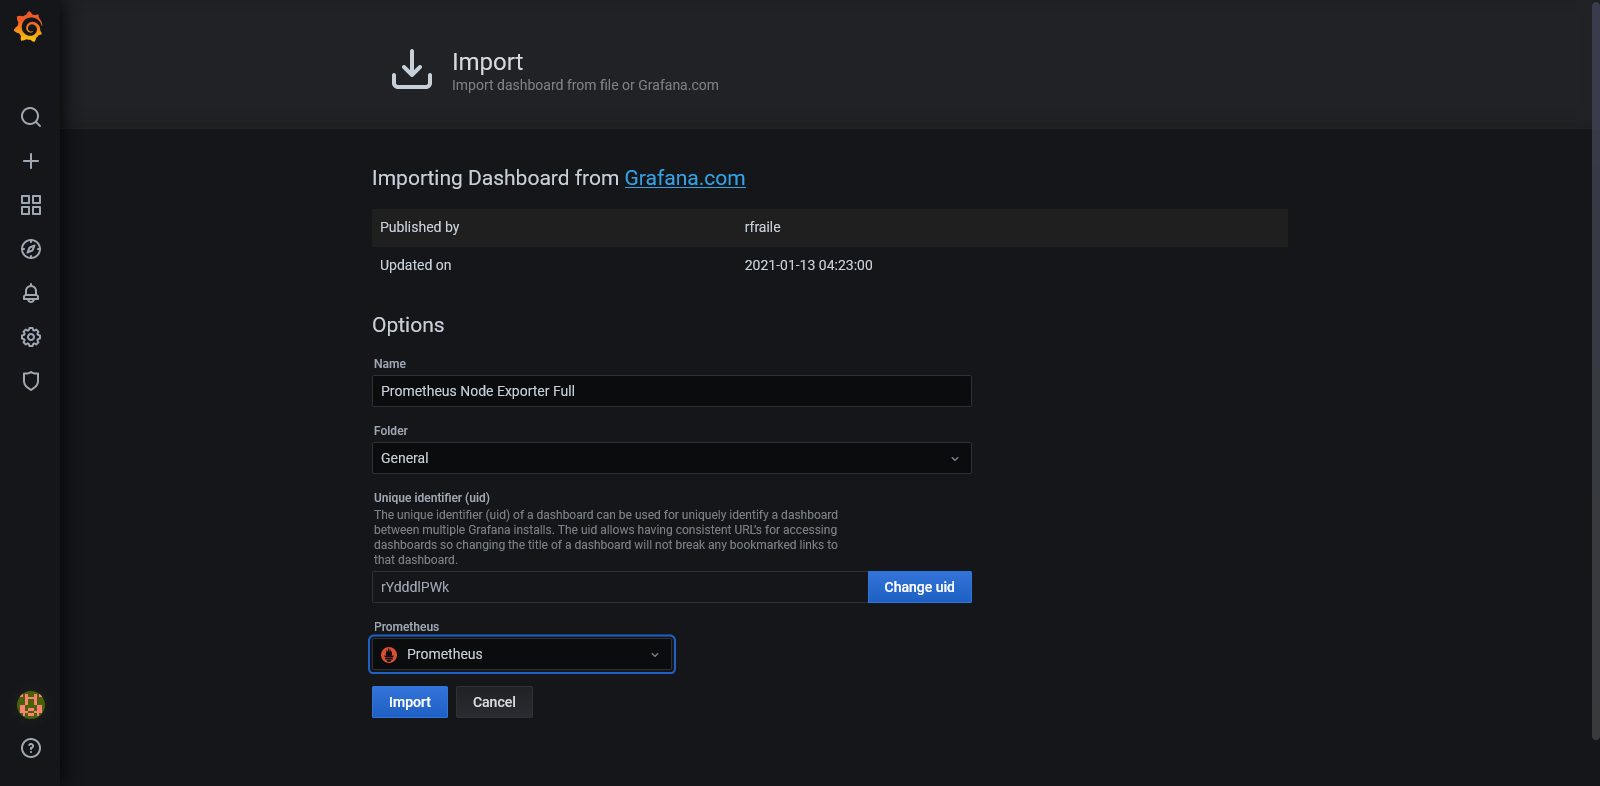 Import
Import dashboard from file or Grafana.com
Importing Dashboard from Grafana.com
Published by rfraile
Updated on 2021-01-13 04:23:00
Options
Name
Prometheus Node Exporter Full
Folder
General
Unique identifier (uid)
The unique identifier (uid) of a dashboard can be used for uniquely identify a dashboard
between multiple Grafana installs. The uid allows having consistent URL's for accessing
dashboards so changing the title of a dashboard will not break any bookmarked links to
that dashboard.
rYdddlPWk Change uid
Prometheus
Prometheus
Import Cancel